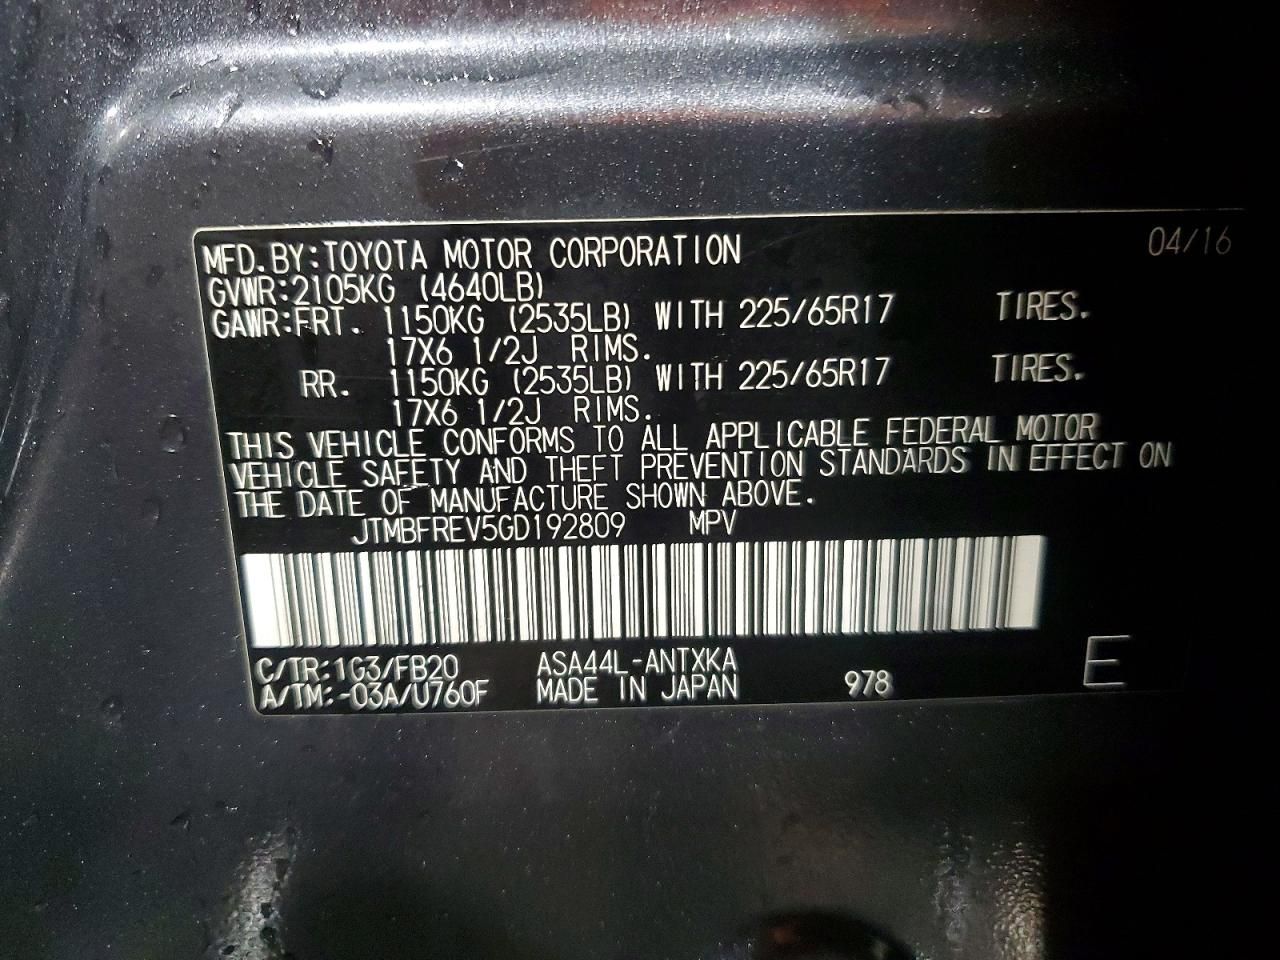 MFD.BY:TOYOTA MOTOR CORPORATION 04/16
GVWR:2105KG (4640LB)
GAWR:FRT. 1150KG (2535LB) WITH 225/65R17 TIRES.
17X6 1/2J RIMS.
RR. 1150KG (2535LB) WITH 225/65R17 TIRES.
17X6 1/2J RIMS.
THIS VEHICLE CONFORMS TO ALL APPLICABLE FEDERAL MOTOR
VEHICLE SAFETY AND THEFT PREVENTION STANDARDS IN EFFECT ON
THE DATE OF MANUFACTURE SHOWN ABOVE.
JTMBFREV5GD192809 MPV
C/TR:1G3/FB20 ASA44L-ANTXKA
A/TM:-03A/U760F MADE IN JAPAN 978 E